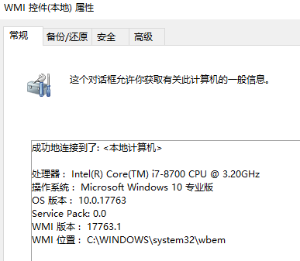 WMI 控件(本地) 属性
常规 备份/还原 安全 高级
这个对话框允许你获取有关此计算机的一般信息。
成功地连接到了: <本地计算机>
处理器： Intel(R) Core(TM) i7-8700 CPU @ 3.20GHz
操作系统： Microsoft Windows 10 专业版
OS 版本： 10.0.17763
Service Pack: 0.0
WMI 版本： 17763.1
WMI 位置： C:\WINDOWS\system32\wbem